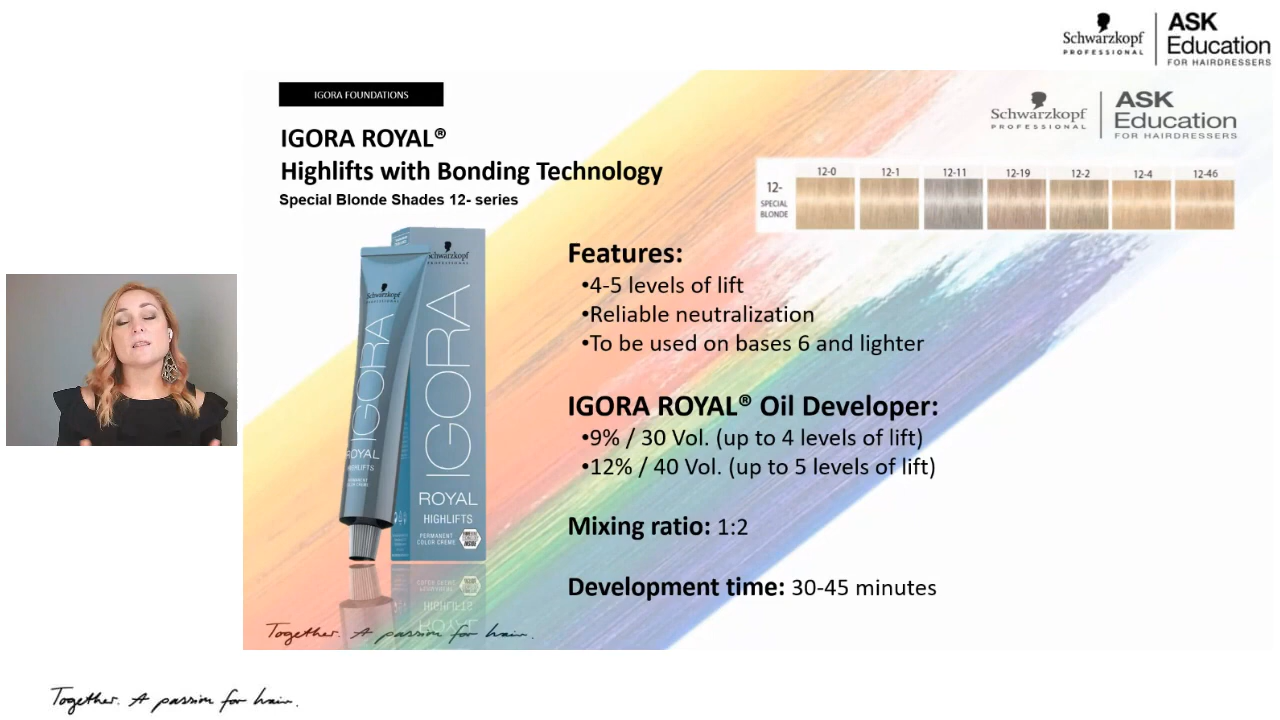 Schwarzkopf
PROFESSIONAL
ASK
Education
FOR HAIRDRESSERS
IGORA FOUNDATIONS
Schwarzkopf
PROFESSIONAL
ASK
Education
FOR HAIRDRESSERS
IGORA ROYAL®
Highlifts with Bonding Technology
Special Blonde Shades 12- series
12-
SPECIAL
BLONDE
12-0 12-1 12-11 12-19 12-2 12-4 12-46
Features:
•4-5 levels of lift
•Reliable neutralization
•To be used on bases 6 and lighter
IGORA ROYAL® Oil Developer:
•9% / 30 Vol. (up to 4 levels of lift)
•12% / 40 Vol. (up to 5 levels of lift)
Mixing ratio: 1:2
Development time: 30-45 minutes
Schwarzkopf
PROFESSIONAL
IGORA
ROYAL
HIGHLIFTS
Schwarzkopf
PROFESSIONAL
IGORA
ROYAL
HIGHLIFTS
PERMANENT
COLOR CREME
Together. A passion for hair.
Together. A passion for hair.